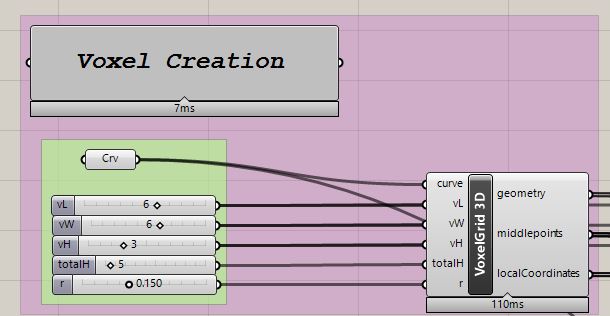 Voxel Creation
7ms
Crv
vL 6
vW 6
vH 3
totalH 5
r 0.150
curve
vL
vW
vH
totalH
r
VoxelGrid 3D
geometry
middlepoints
localCoordinates
110ms